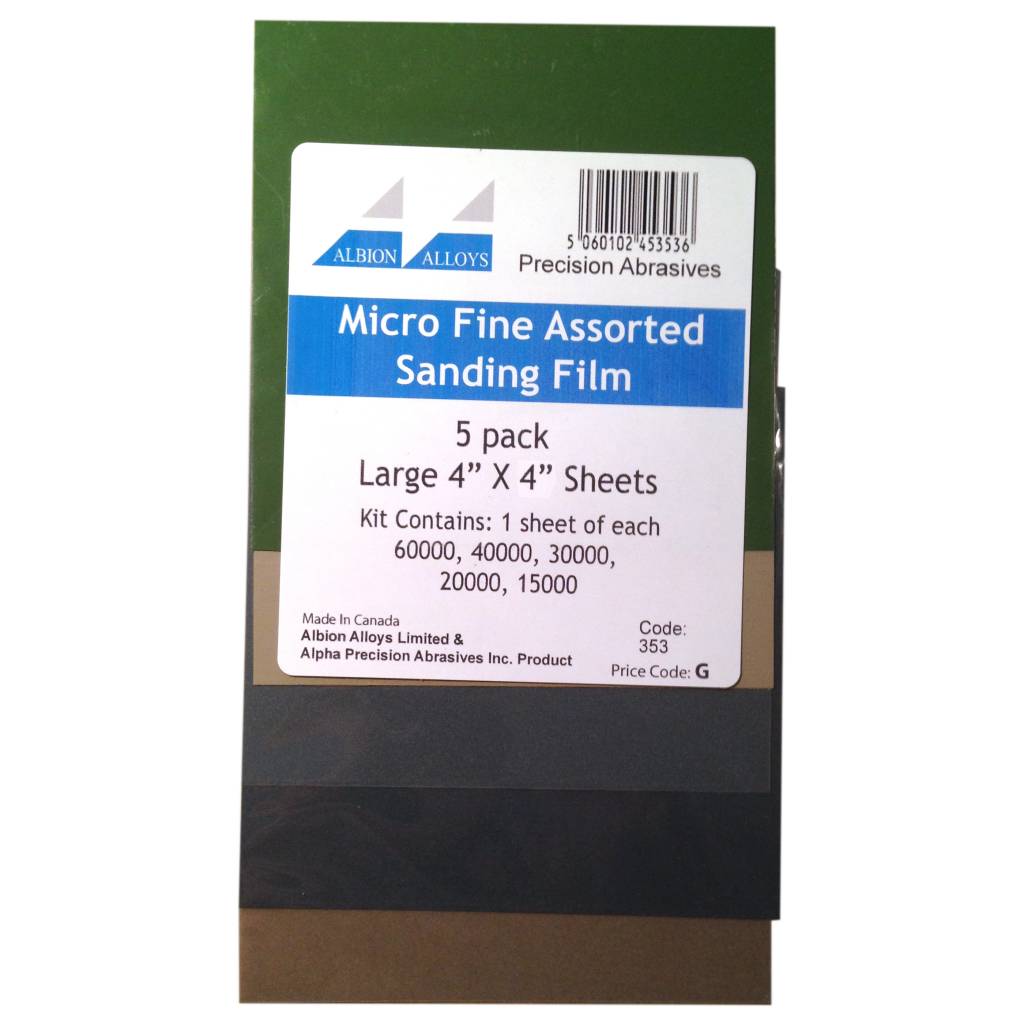 ALBION ALLOYS
5 060102 453536
Precision Abrasives
Micro Fine Assorted
Sanding Film
5 pack
Large 4” X 4” Sheets
Kit Contains: 1 sheet of each
60000, 40000, 30000,
20000, 15000
Made In Canada
Albion Alloys Limited &
Alpha Precision Abrasives Inc. Product
Code:
353
Price Code: G